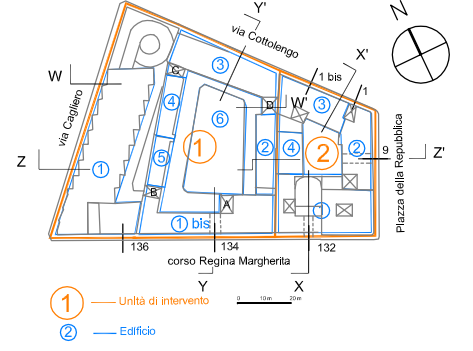 N
Y'
via Cottolengo
X'
1 bis
1
3
3
W
C
4
6
D
W'
via Cagliero
1
2
4
2
2
9
Z'
Z
1
5
B
A
1 bis
1
Piazza della Repubblica
136
134
132
corso Regina Margherita
Y
X
1 Unità di intervento
0 10 m 20 m
2 Edificio